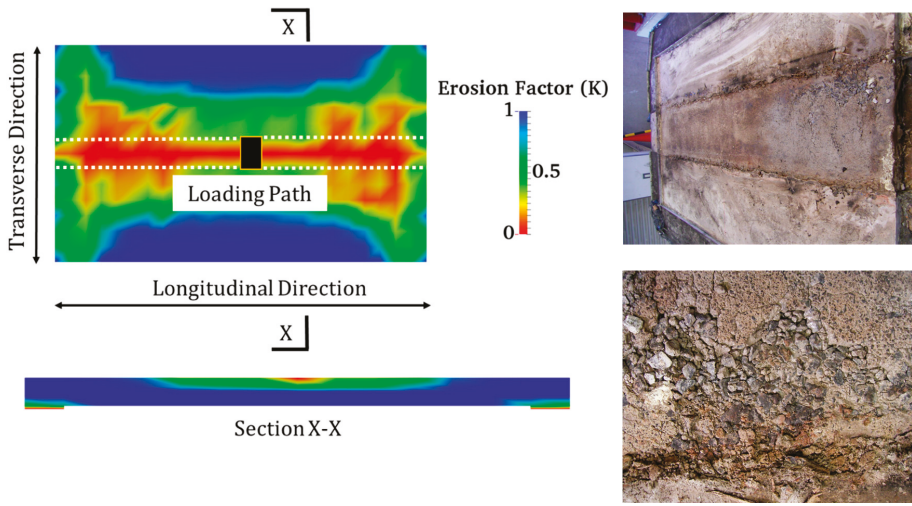 X
Transverse Direction
Erosion Factor (K)
1
0.5
0
Loading Path
Longitudinal Direction
X
Section X-X